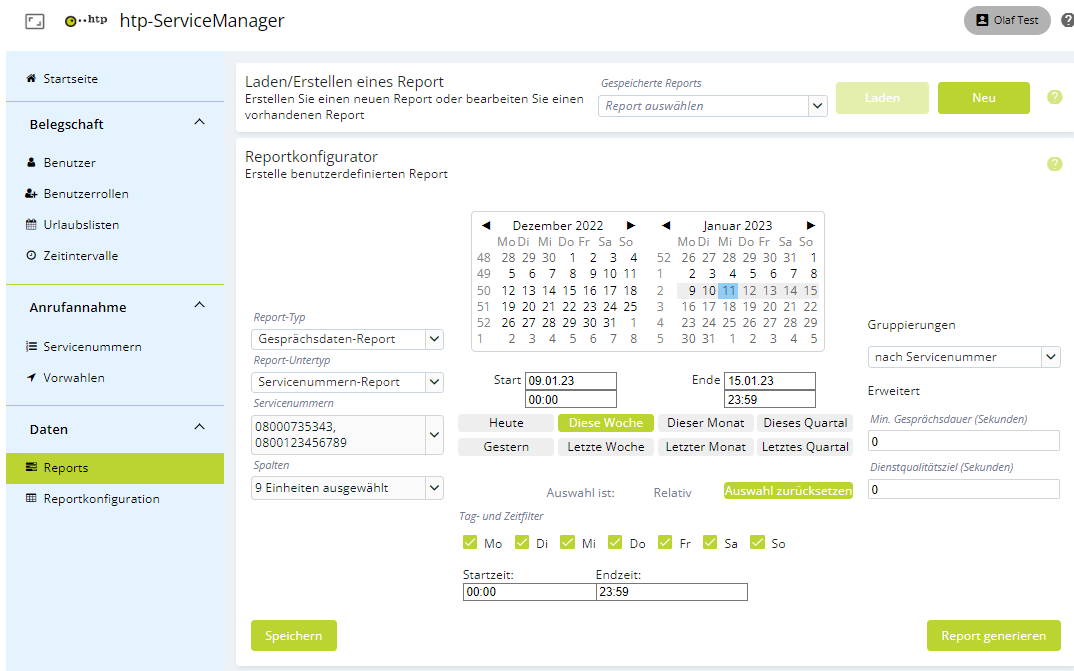 htp htp-ServiceManager
Olaf Test
?
Startseite
Belegschaft
Benutzer
Benutzerrollen
Urlaubslisten
Zeitintervalle
Anrufannahme
Servicenummern
Vorwahlen
Daten
Reports
Reportkonfiguration
Laden/Erstellen eines Report
Erstellen Sie einen neuen Report oder bearbeiten Sie einen
vorhandenen Report
Gespeicherte Reports
Report auswählen
Laden
Neu
?
Reportkonfigurator
Erstelle benutzerdefinierten Report
?
Report-Typ
Gesprächsdaten-Report
Report-Untertyp
Servicenummern-Report
Servicenummern
08000735343,
0800123456789
Spalten
9 Einheiten ausgewählt
Dezember 2022
Mo Di Mi Do Fr Sa So
48 28 29 30 1 2 3 4
49 5 6 7 8 9 10 11
50 12 13 14 15 16 17 18
51 19 20 21 22 23 24 25
52 26 27 28 29 30 31 1
1 2 3 4 5 6 7 8
Januar 2023
Mo Di Mi Do Fr Sa So
52 26 27 28 29 30 31 1
1 2 3 4 5 6 7 8
2 9 10 11 12 13 14 15
3 16 17 18 19 20 21 22
4 23 24 25 26 27 28 29
5 30 31 1 2 3 4 5
Start 09.01.23
00:00
Ende 15.01.23
23:59
Heute Diese Woche Dieser Monat Dieses Quartal
Gestern Letzte Woche Letzter Monat Letztes Quartal
Auswahl ist: Relativ Auswahl zurücksetzen
Tag- und Zeitfilter
Mo Di Mi Do Fr Sa So
Startzeit: Endzeit:
00:00 23:59
Gruppierungen
nach Servicenummer
Erweitert
Min. Gesprächsdauer (Sekunden)
0
Dienstqualitätsziel (Sekunden)
0
Speichern
Report generieren